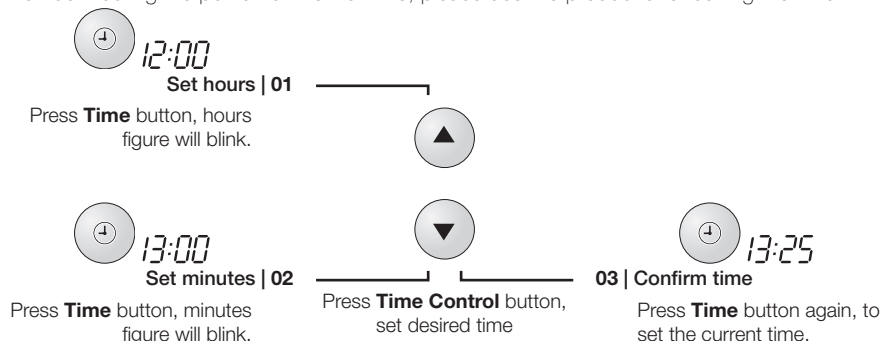 12:00
Set hours | 01
Press Time button, hours
figure will blink.
13:00
Set minutes | 02
Press Time button, minutes
figure will blink.
Press Time Control button,
set desired time
13:25
03 | Confirm time
Press Time button again, to
set the current time.